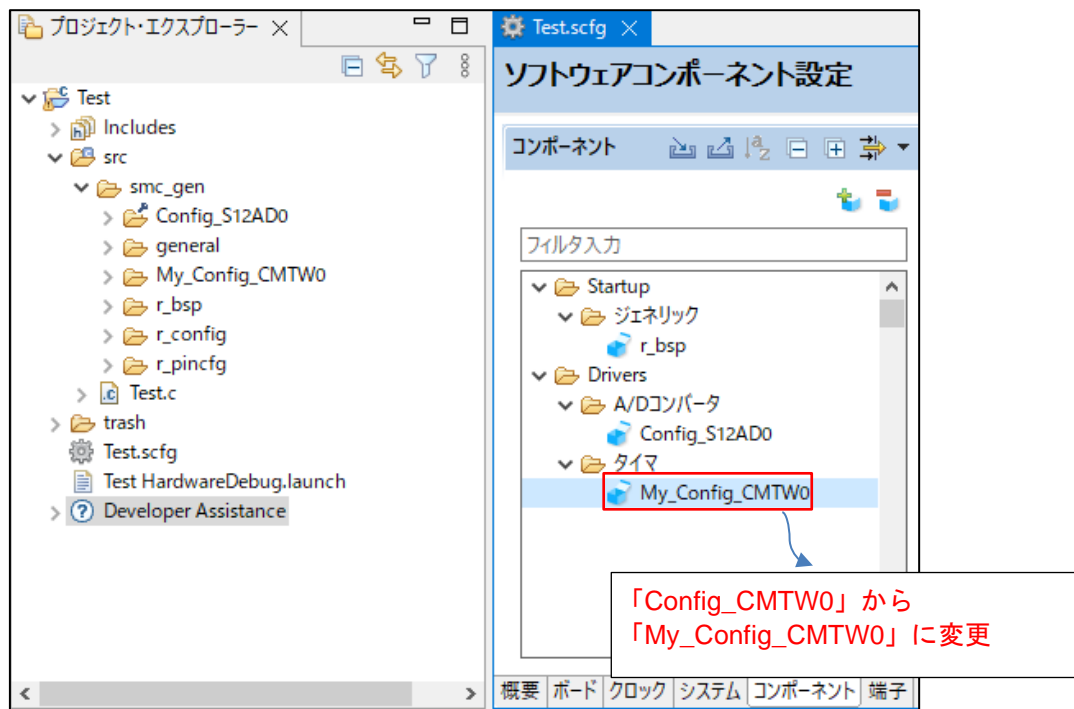 プロジェクト・エクスプローラー
Test
Includes
src
smc_gen
Config_S12AD0
general
My_Config_CMTW0
r_bsp
r_config
r_pincfg
.c Test.c
trash
Test.scfg
Test HardwareDebug.launch
Developer Assistance
Test.scfg
ソフトウェアコンポーネント設定
コンポーネント
フィルタ入力
Startup
ジェネリック
r_bsp
Drivers
A/Dコンバータ
Config_S12AD0
タイマ
My_Config_CMTW0
「Config_CMTW0」から
「My_Config_CMTW0」に変更
概要 ボード クロック システム コンポーネント 端子